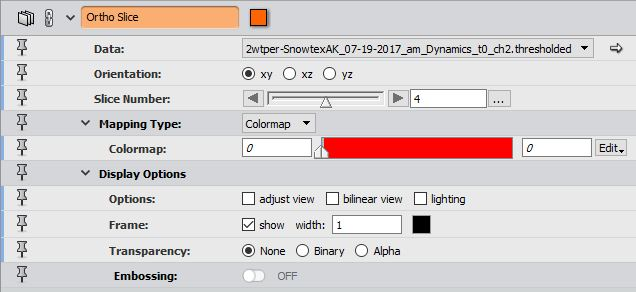 Ortho Slice
Data: 2wtper-SnowtexAK_07-19-2017_am_Dynamics_t0_ch2.thresholded
Orientation: xy xz yz
Slice Number: 4 ...
Mapping Type: Colormap
Colormap: 0 0 Edit
Display Options
Options: adjust view bilinear view lighting
Frame: show width: 1
Transparency: None Binary Alpha
Embossing: OFF